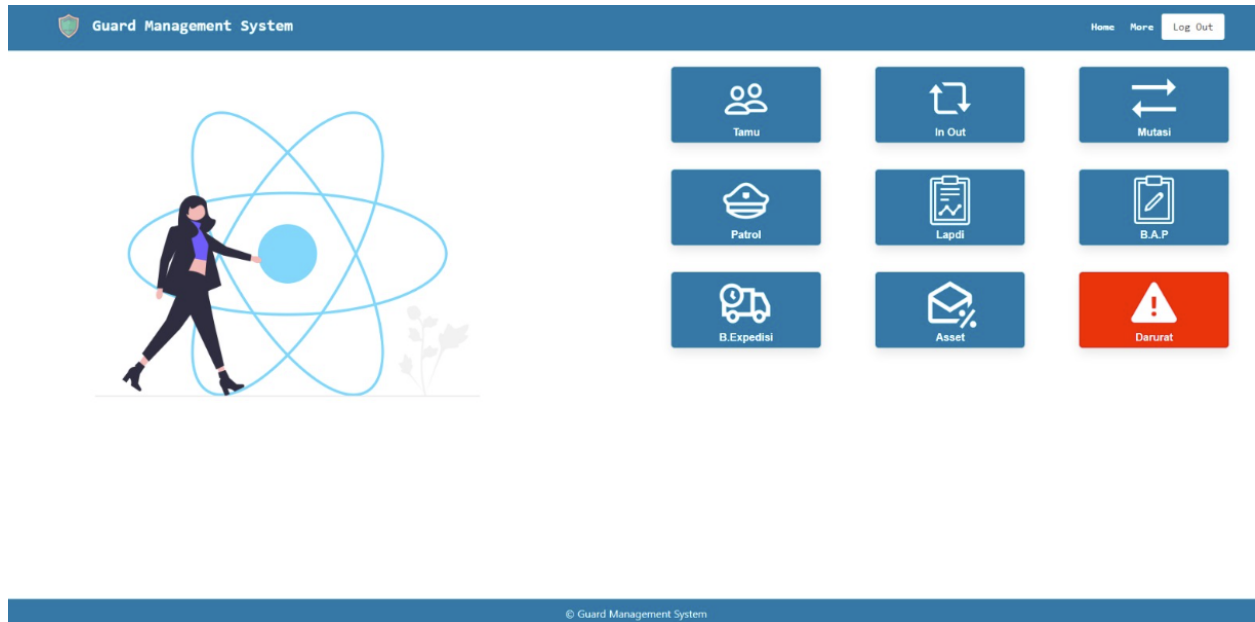 Guard Management System
Home More Log Out
Tamu In Out Mutasi
Patrol Lapdi B.A.P
B.Expedisi Asset Darurat
© Guard Management System